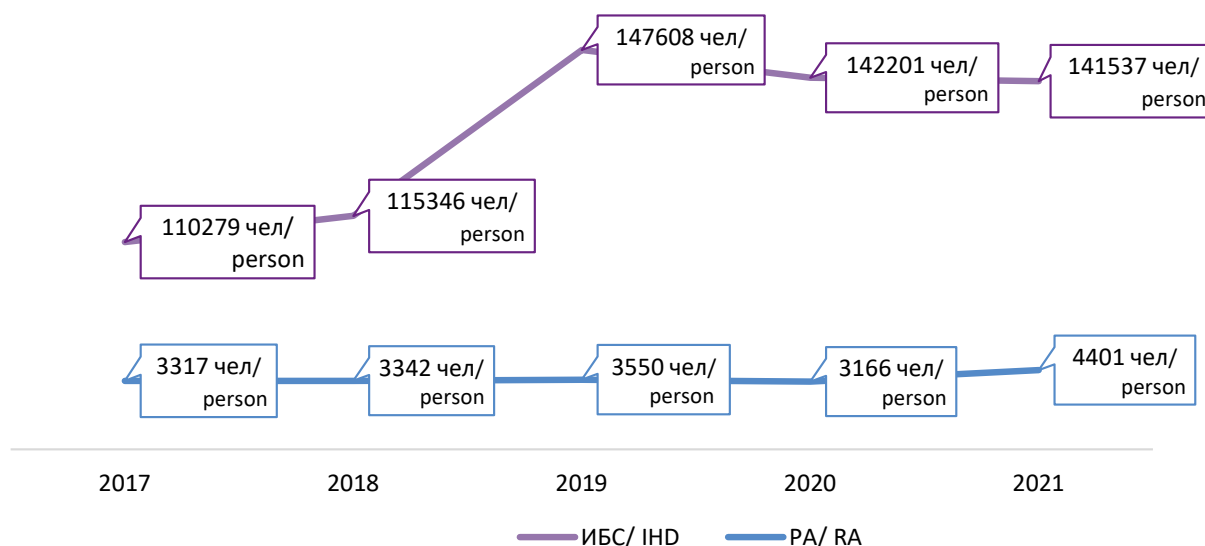 147608 чел/
person
142201 чел/
person
141537 чел/
person
110279 чел/
person
115346 чел/
person
3317 чел/
person
3342 чел/
person
3550 чел/
person
3166 чел/
person
4401 чел/
person
2017 2018 2019 2020 2021
ИБС/ IHD РА/ RA